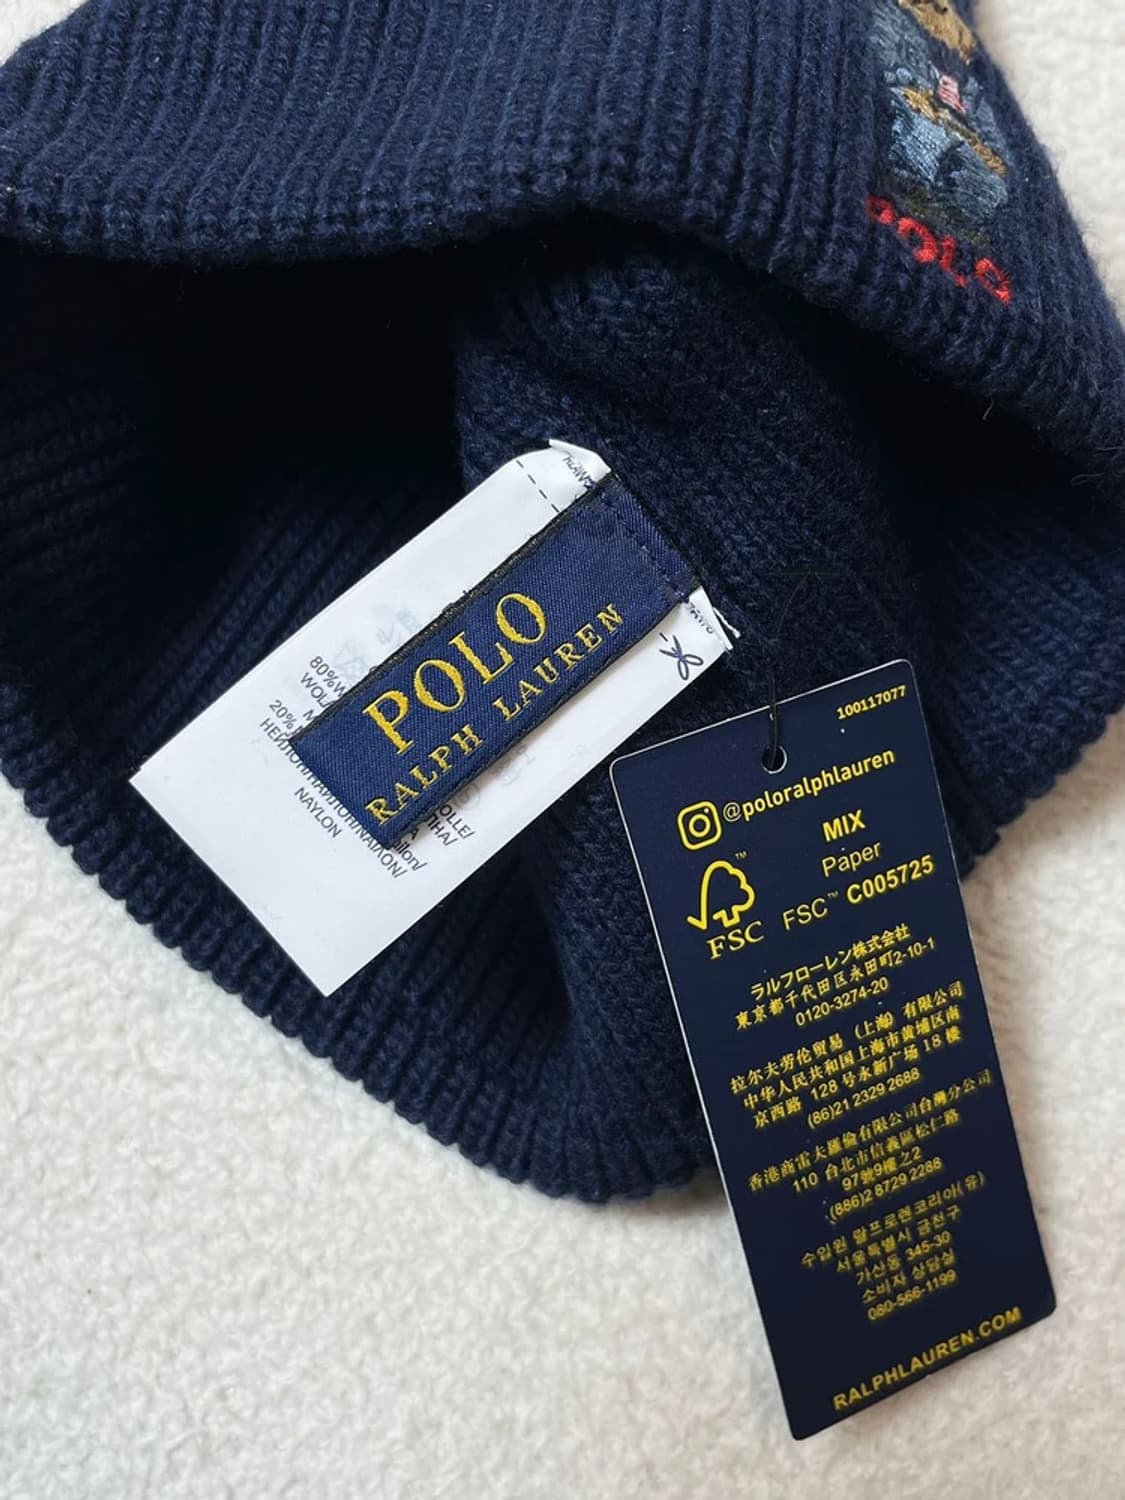 POLO
POLO
RALPH LAUREN
80%W
WOL
20%
NAYLON
OLLE/
100117077
@poloralphlauren
MIX
Paper
FSC™ C005725
™
FSC
ラルフローレン株式会社
東京都千代田区永田町2-10-1
0120-3274-20
拉尔夫劳伦贸易（上海）有限公司
中华人民共和国上海市黄埔区南
京西路 128 号永新广场 18 楼
(86)21 2329 2688
香港商雷夫羅倫有限公司台灣分公司
110 台北市信義區松仁路
97號9樓之2
(886)2 8729 2288
수입원 랄프로렌코리아(유)
서울특별시 금천구
가산동 345-30
소비자 상담실
080-566-1199
RALPHLAUREN.COM